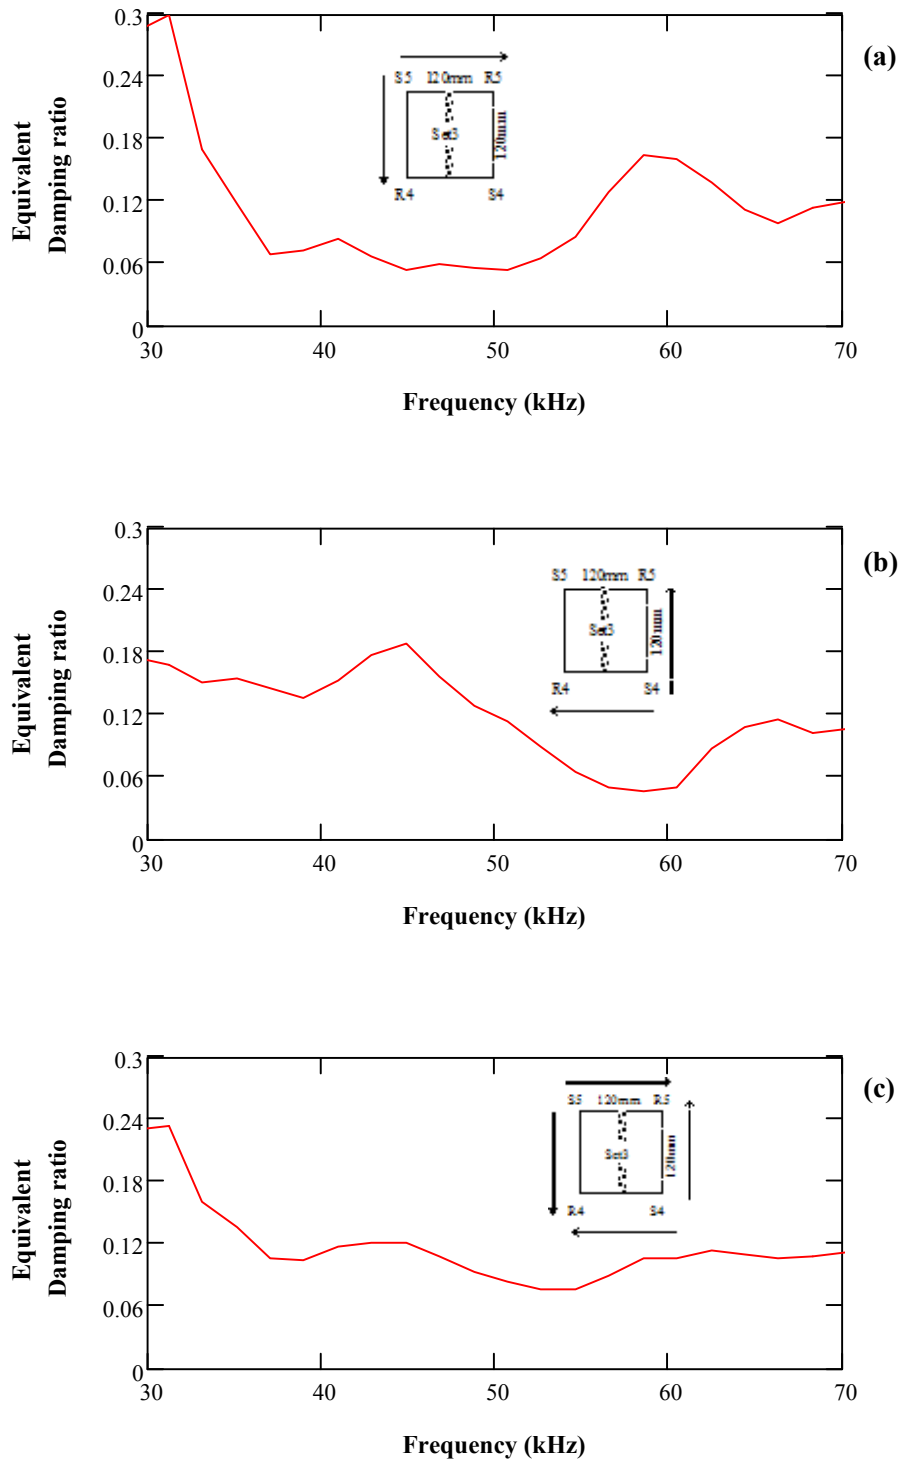 (a)
0.3
0.24
0.18
0.12
0.06
0
Equivalent
Damping ratio
S5 120mm R5
Set3
120mm
R4 S4
30 40 50 60 70
Frequency (kHz)
(b)
0.3
0.24
0.18
0.12
0.06
0
Equivalent
Damping ratio
S5 120mm R5
Set3
120mm
R4 S4
30 40 50 60 70
Frequency (kHz)
(c)
0.3
0.24
0.18
0.12
0.06
0
Equivalent
Damping ratio
S5 120mm R5
Set3
120mm
R4 S4
30 40 50 60 70
Frequency (kHz)